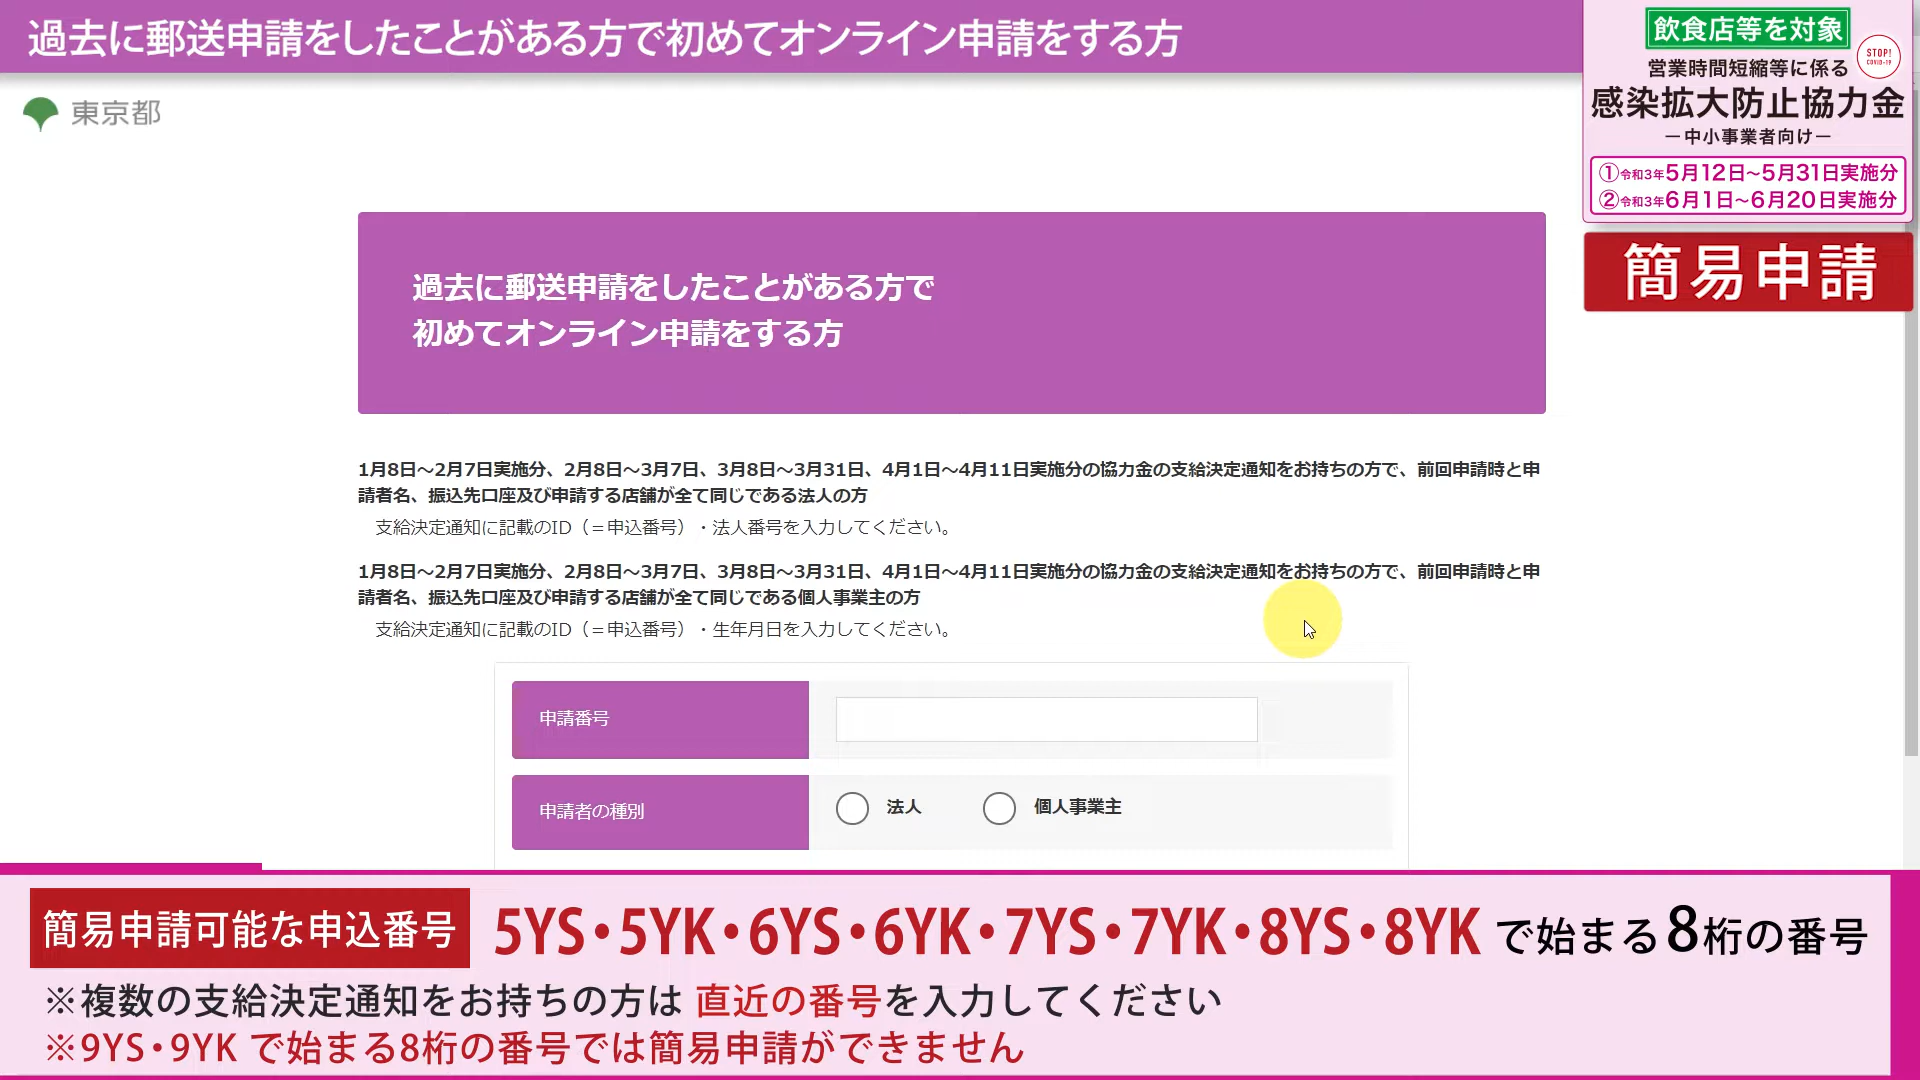 過去に郵送申請をしたことがある方で初めてオンライン申請をする方
飲食店等を対象
STOP!
COVID-19
営業時間短縮等に係る
感染拡大防止協力金
ー中小事業者向けー
①令和3年5月12日～5月31日実施分
②令和3年6月1日～6月20日実施分
簡易申請
東京都
過去に郵送申請をしたことがある方で
初めてオンライン申請をする方
1月8日～2月7日実施分、2月8日～3月7日、3月8日～3月31日、4月1日～4月11日実施分の協力金の支給決定通知をお持ちの方で、前回申請時と申
請者名、振込先口座及び申請する店舗が全て同じである法人の方
支給決定通知に記載のID（＝申込番号）・法人番号を入力してください。
1月8日～2月7日実施分、2月8日～3月7日、3月8日～3月31日、4月1日～4月11日実施分の協力金の支給決定通知をお持ちの方で、前回申請時と申
請者名、振込先口座及び申請する店舗が全て同じである個人事業主の方
支給決定通知に記載のID（＝申込番号）・生年月日を入力してください。
申請番号
申請者の種別
法人
個人事業主
簡易申請可能な申込番号 5YS・5YK・6YS・6YK・7YS・7YK・8YS・8YK で始まる8桁の番号
※複数の支給決定通知をお持ちの方は 直近の番号を入力してください
※9YS・9YK で始まる8桁の番号では簡易申請ができません